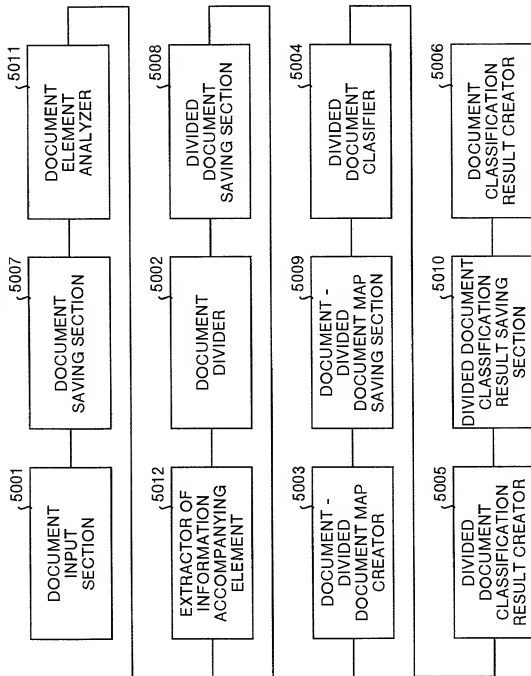 5001
DOCUMENT
INPUT
SECTION
5007
DOCUMENT
SAVING SECTION
5011
DOCUMENT
ELEMENT
ANALYZER
5012
EXTRACTOR OF
INFORMATION
ACCOMPANYING
ELEMENT
5002
DOCUMENT
DIVIDER
5008
DIVIDED
DOCUMENT
SAVING SECTION
5003
DOCUMENT -
DIVIDED
DOCUMENT MAP
CREATOR
5009
DOCUMENT -
DIVIDED
DOCUMENT MAP
SAVING SECTION
5004
DIVIDED
DOCUMENT
CLASIFIER
5005
DIVIDED
DOCUMENT
CLASSIFICATION
RESULT CREATOR
5010
DIVIDED DOCUMENT
CLASSIFICATION
RESULT SAVING
SECTION
5006
DOCUMENT
CLASSIFICATION
RESULT CREATOR